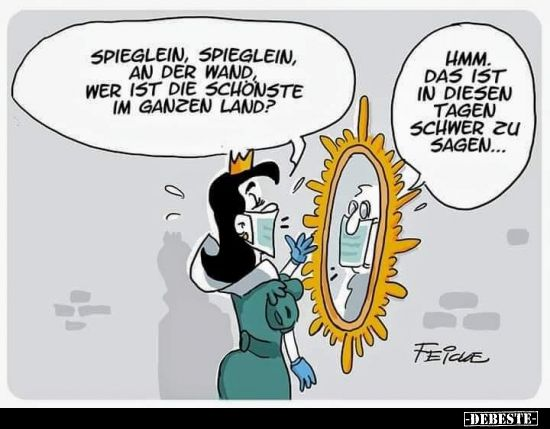 SPIEGLEIN, SPIEGLEIN,
AN DER WAND,
WER IST DIE SCHÖNSTE
IM GANZEN LAND?
HMM.
DAS IST
IN DIESEN
TAGEN
SCHWER ZU
SAGEN...
FEICKE
-DEBESTE-